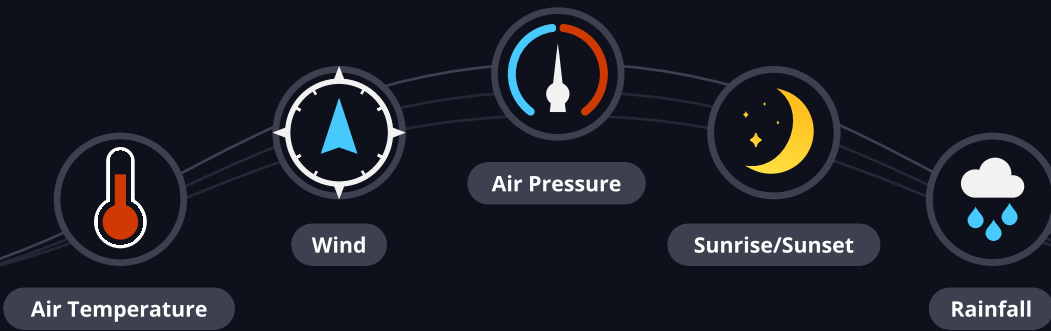 Air Temperature
Wind
Air Pressure
Sunrise/Sunset
Rainfall